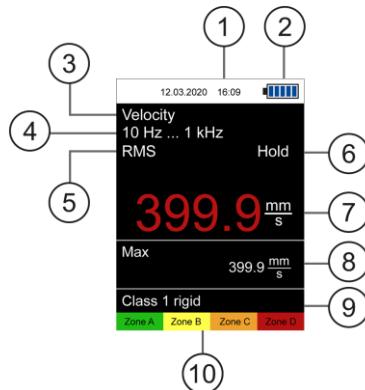 1 2
12.03.2020 16:09
3 Velocity
4 10 Hz ... 1 kHz
5 RMS Hold 6
399.9 mm/s 7
Max
399.9 mm/s 8
Class 1 rigid 9
Zone A Zone B Zone C Zone D
10